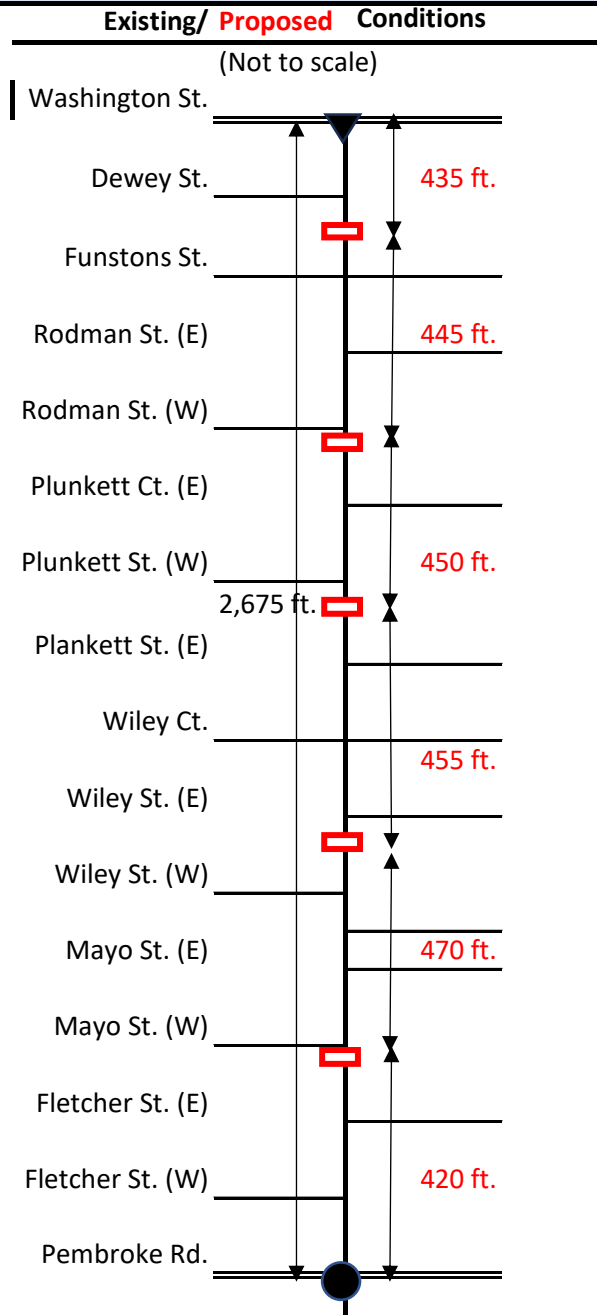 Existing/ Proposed Conditions
(Not to scale)
Washington St.
Dewey St. 435 ft.
Funstons St.
Rodman St. (E) 445 ft.
Rodman St. (W)
Plunkett Ct. (E)
Plunkett St. (W) 450 ft.
2,675 ft.
Plankett St. (E)
Wiley Ct.
455 ft.
Wiley St. (E)
Wiley St. (W)
Mayo St. (E) 470 ft.
Mayo St. (W)
Fletcher St. (E)
Fletcher St. (W) 420 ft.
Pembroke Rd.